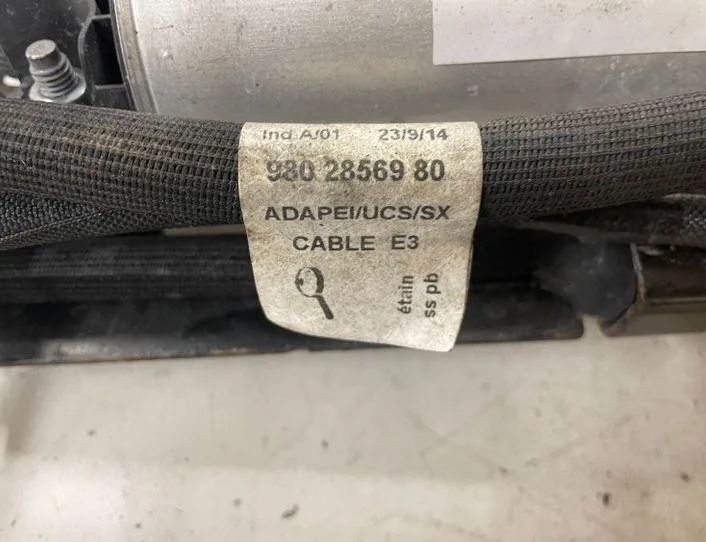 Ind A/01 23/9/14
980 28569 80
ADAPEI/UCS/SX
CABLE E3
étain
ss pb